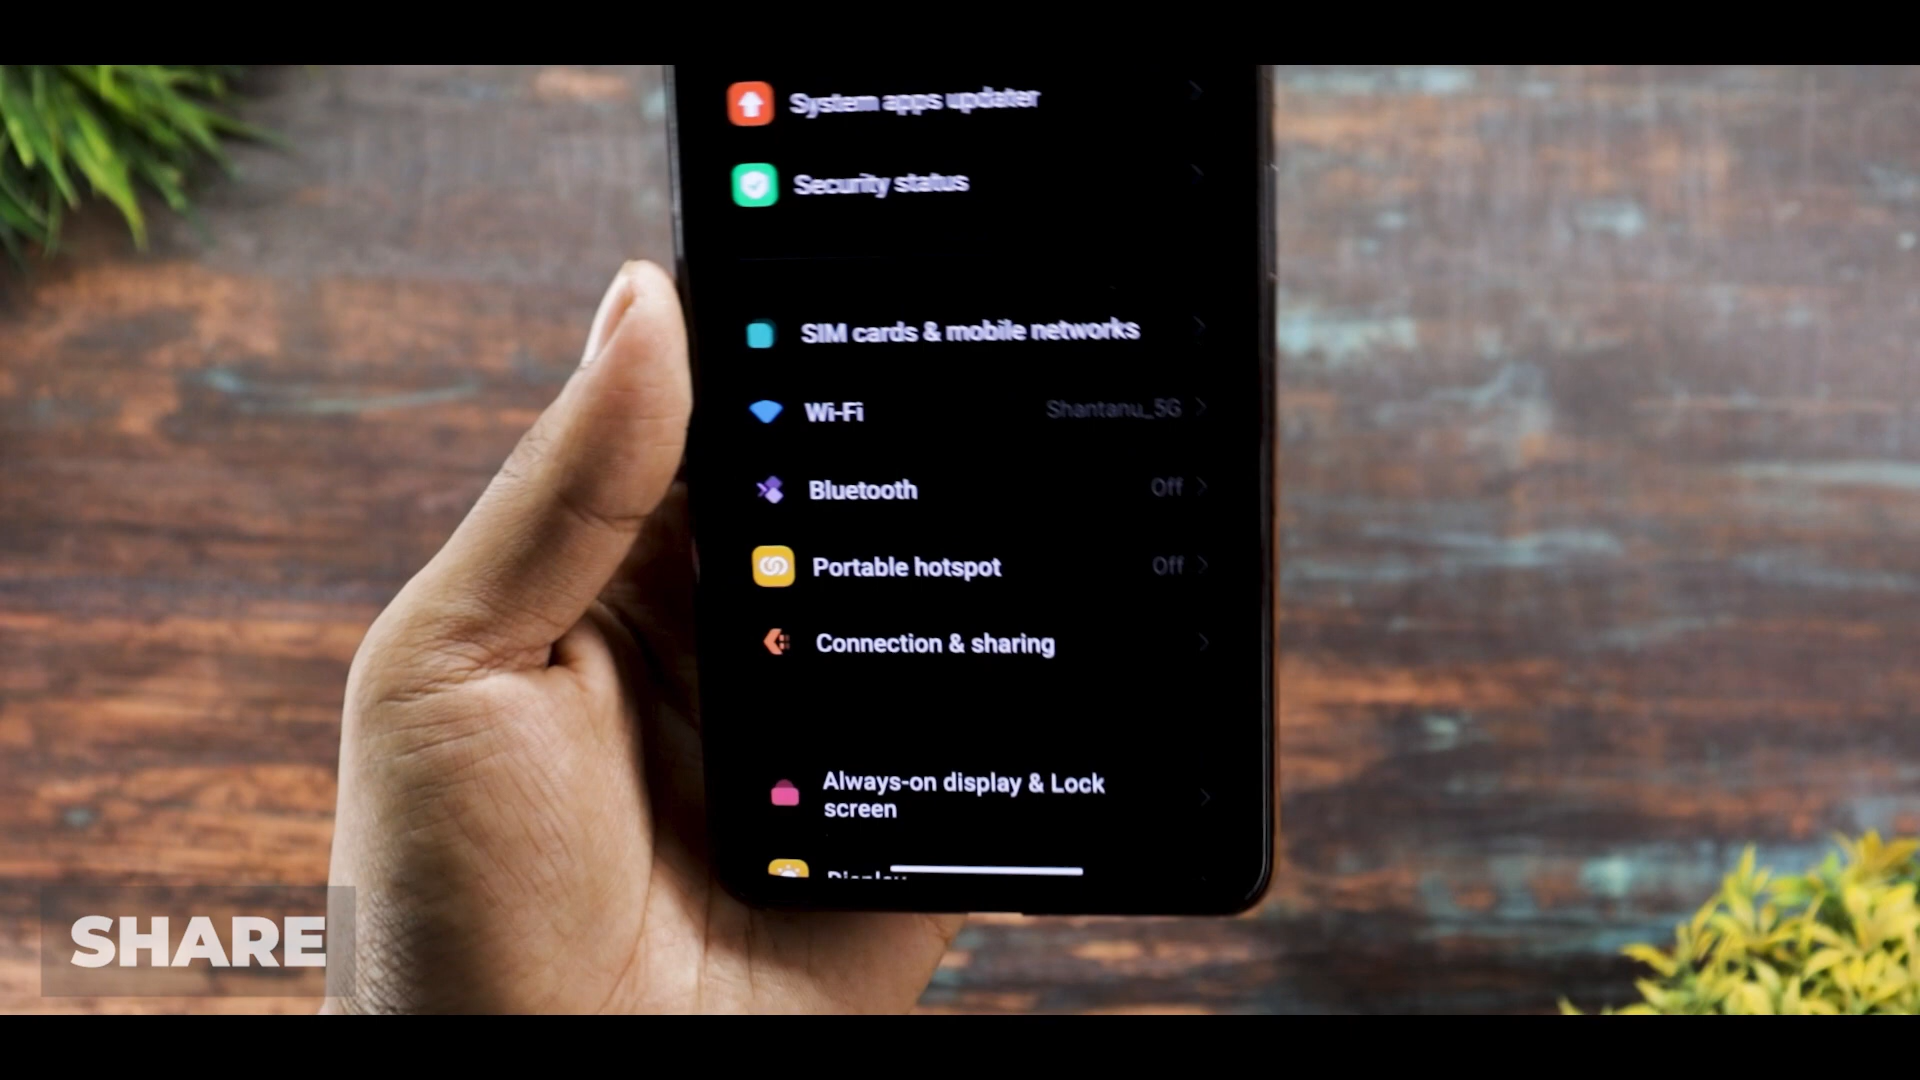 System apps updater
Security status
SIM cards & mobile networks
Wi-Fi Shantanu_5G
Bluetooth Off
Portable hotspot Off
Connection & sharing
Always-on display & Lock
screen
Display
SHARE